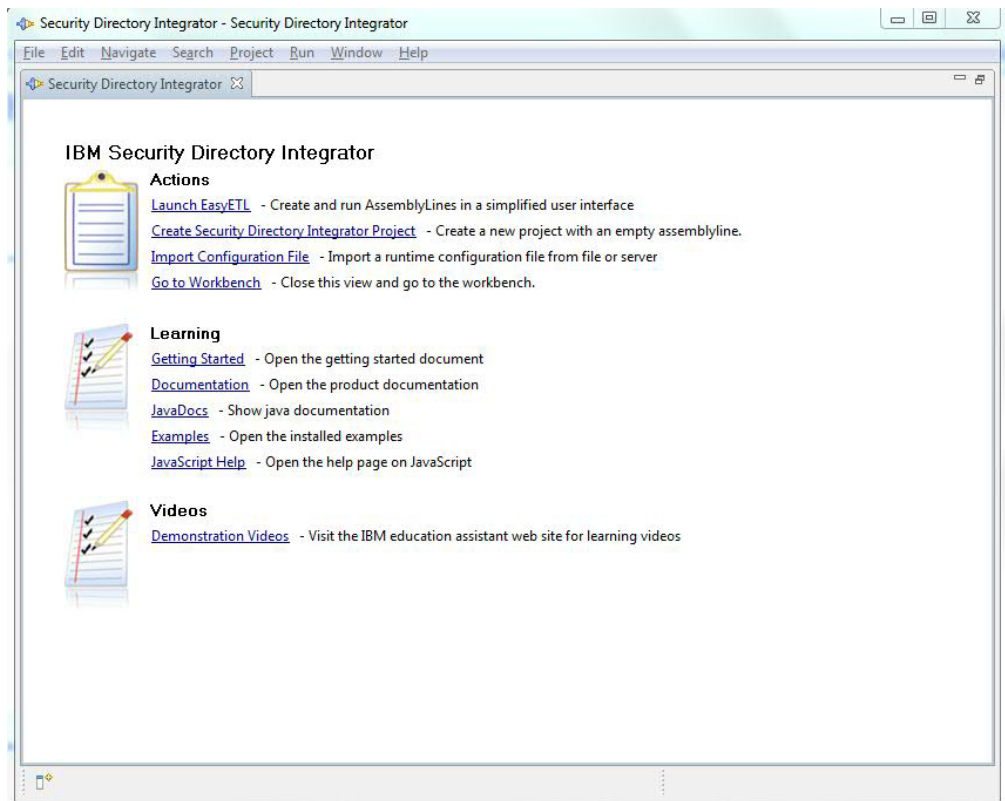 Security Directory Integrator - Security Directory Integrator
File Edit Navigate Search Project Run Window Help
Security Directory Integrator
IBM Security Directory Integrator
Actions
Launch EasyETL - Create and run AssemblyLines in a simplified user interface
Create Security Directory Integrator Project - Create a new project with an empty assemblyline.
Import Configuration File - Import a runtime configuration file from file or server
Go to Workbench - Close this view and go to the workbench.
Learning
Getting Started - Open the getting started document
Documentation - Open the product documentation
JavaDocs - Show java documentation
Examples - Open the installed examples
JavaScript Help - Open the help page on JavaScript
Videos
Demonstration Videos - Visit the IBM education assistant web site for learning videos